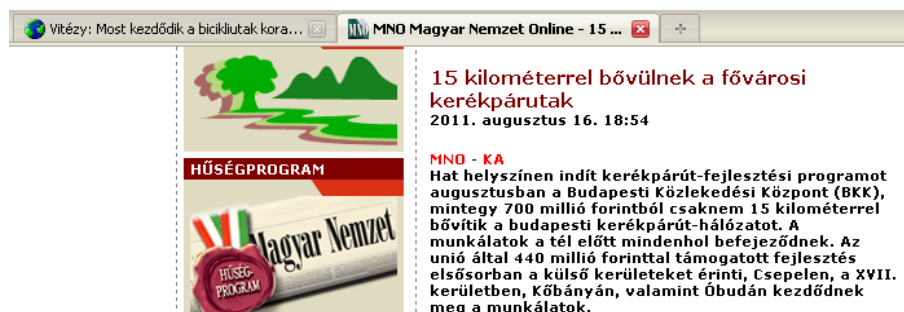 Vitézy: Most kezdődik a bicikliutak kora...
MNO Magyar Nemzet Online - 15 ...
15 kilométerrel bővülnek a fővárosi
kerékpárutak
2011. augusztus 16. 18:54
MNO - KA
Hat helyszínen indít kerékpárút-fejlesztési programot
augusztusban a Budapesti Közlekedési Központ (BKK),
mintegy 700 millió forintból csaknem 15 kilométerrel
bővítik a budapesti kerékpárút-hálózatot. A
munkálatok a tél előtt mindenhol befejeződnek. Az
unió által 440 millió forinttal támogatott fejlesztés
elsősorban a külső kerületeket érinti, Csepelen, a XVII.
kerületben, Kőbányán, valamint Óbudán kezdődnek
meg a munkálatok.
HŰSÉGPROGRAM
Magyar Nemzet
HŰSÉG-
PROGRAM